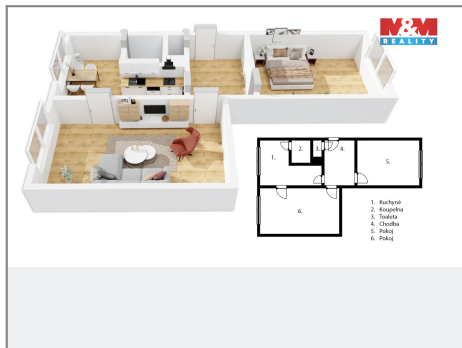 M&M
REALITY
1.
2.
3.
4.
5.
6.
1. Kuchyně
2. Koupelna
3. Toaleta
4. Chodba
5. Pokoj
6. Pokoj